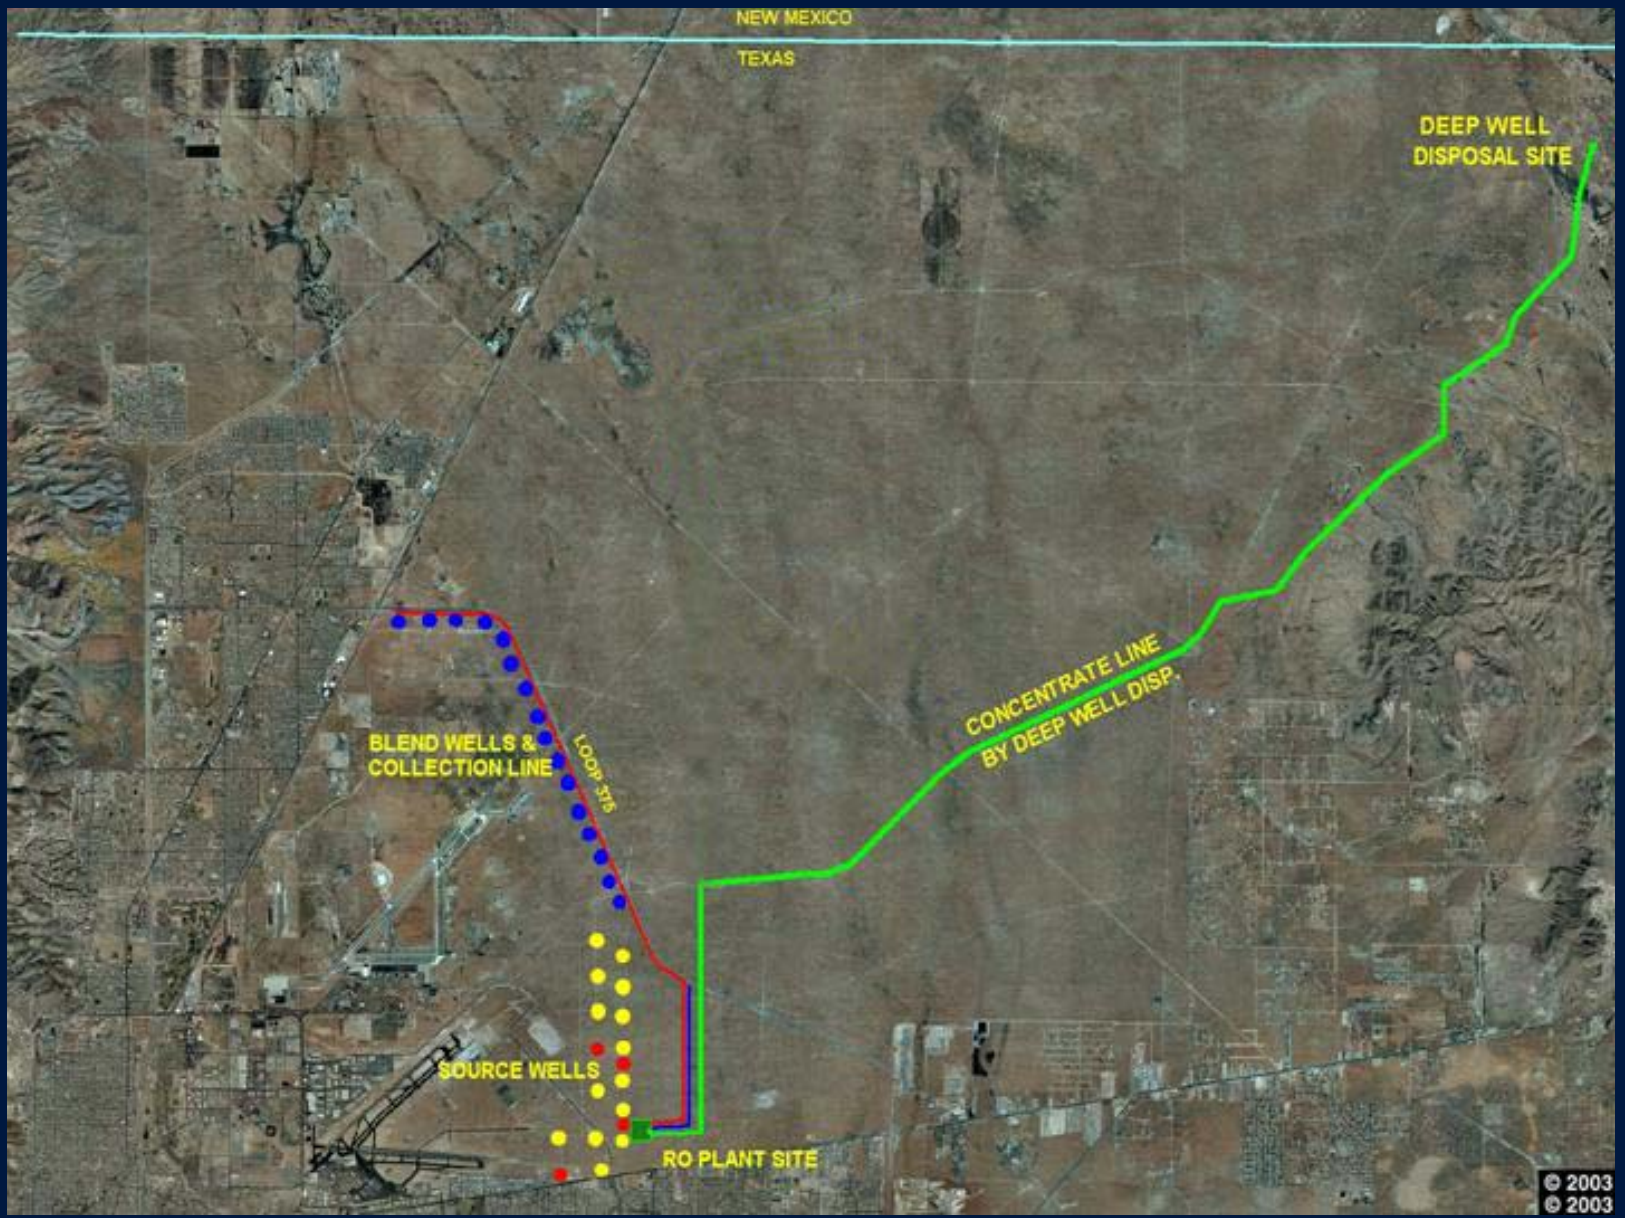 NEW MEXICO
TEXAS
DEEP WELL
DISPOSAL SITE
CONCENTRATE LINE
BY DEEP WELL DISP.
BLEND WELLS &
COLLECTION LINE
LOOP 375
SOURCE WELLS
RO PLANT SITE
© 2003
© 2003